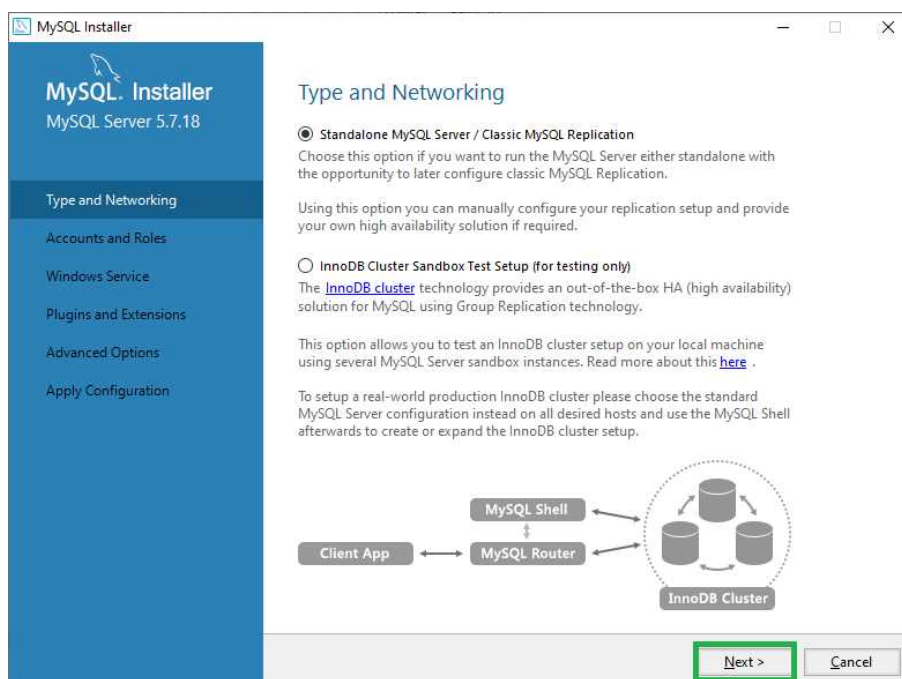 MySQL Installer
MySQL. Installer
MySQL Server 5.7.18
Type and Networking
Accounts and Roles
Windows Service
Plugins and Extensions
Advanced Options
Apply Configuration
Type and Networking
Standalone MySQL Server / Classic MySQL Replication
Choose this option if you want to run the MySQL Server either standalone with
the opportunity to later configure classic MySQL Replication.
Using this option you can manually configure your replication setup and provide
your own high availability solution if required.
InnoDB Cluster Sandbox Test Setup (for testing only)
The InnoDB cluster technology provides an out-of-the-box HA (high availability)
solution for MySQL using Group Replication technology.
This option allows you to test an InnoDB cluster setup on your local machine
using several MySQL Server sandbox instances. Read more about this here .
To setup a real-world production InnoDB cluster please choose the standard
MySQL Server configuration instead on all desired hosts and use the MySQL Shell
afterwards to create or expand the InnoDB cluster setup.
MySQL Shell
Client App
MySQL Router
InnoDB Cluster
Next >
Cancel